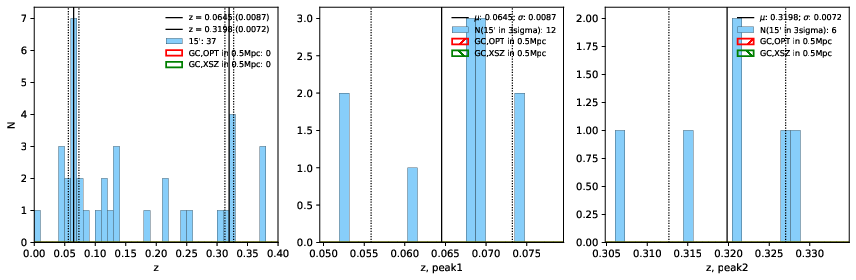 z = 0.0645 (0.0087)
z = 0.3198 (0.0072)
15': 37
GC,OPT in 0.5Mpc: 0
GC,XSZ in 0.5Mpc: 0
N
7
6
5
4
3
2
1
0
0.00 0.05 0.10 0.15 0.20 0.25 0.30 0.35 0.40
z
μ: 0.0645; σ: 0.0087
N(15' in 3sigma): 12
GC,OPT in 0.5Mpc
GC,XSZ in 0.5Mpc
3.0
2.5
2.0
1.5
1.0
0.5
0.0
0.050 0.055 0.060 0.065 0.070 0.075
z, peak1
μ: 0.3198; σ: 0.0072
N(15' in 3sigma): 6
GC,OPT in 0.5Mpc
GC,XSZ in 0.5Mpc
2.00
1.75
1.50
1.25
1.00
0.75
0.50
0.25
0.00
0.305 0.310 0.315 0.320 0.325 0.330
z, peak2